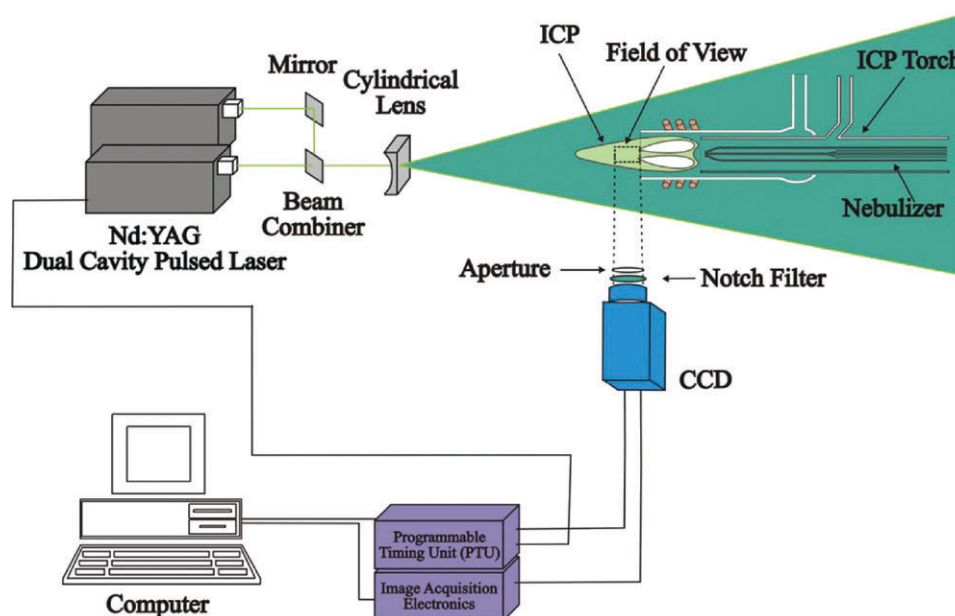 ICP
Field of View
ICP Torch
Mirror
Cylindrical
Lens
Beam
Combiner
Nebulizer
Nd:YAG
Dual Cavity Pulsed Laser
Aperture
Notch Filter
CCD
Programmable
Timing Unit (PTU)
Image Acquisition
Electronics
Computer